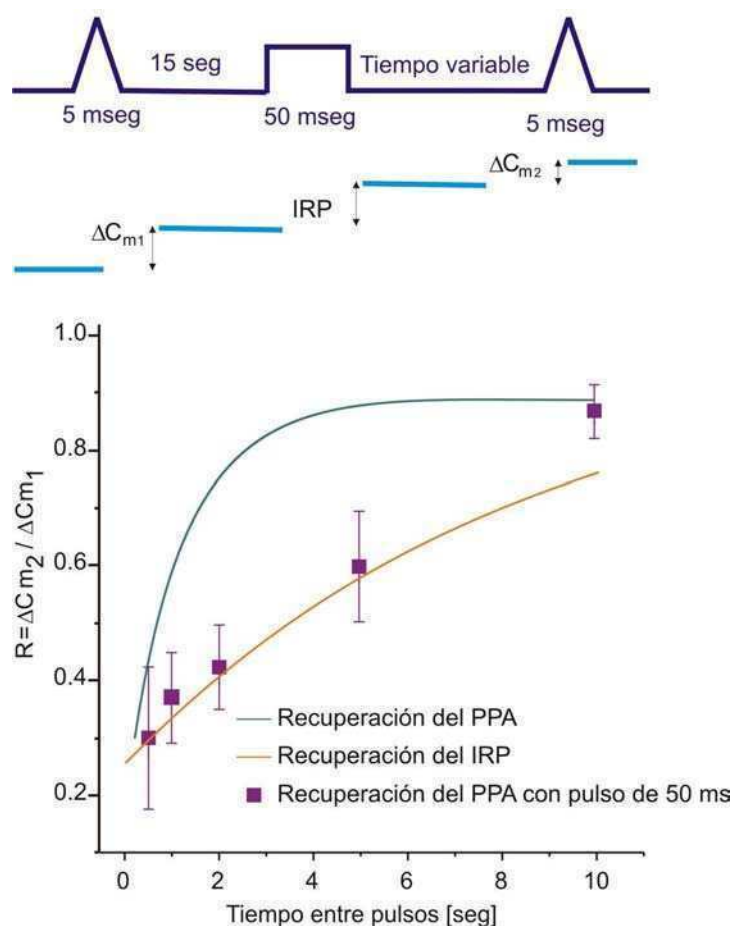 15 seg
Tiempo variable
5 mseg
50 mseg
5 mseg
ΔCm1
IRP
ΔCm2
R=ΔCm2 / ΔCm1
1.0
0.8
0.6
0.4
0.2
Recuperación del PPA
Recuperación del IRP
Recuperación del PPA con pulso de 50 ms
0 2 4 6 8 10
Tiempo entre pulsos [seg]